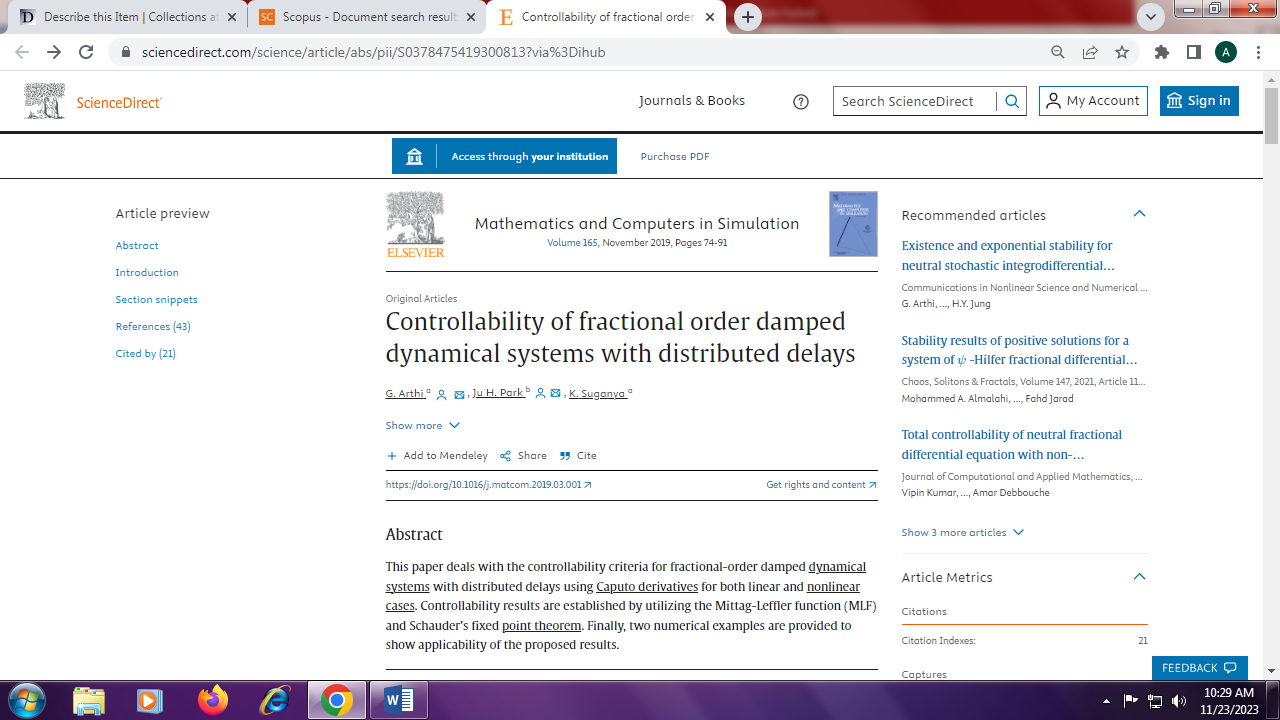 Describe this Item | Collections at
Scopus - Document search result
Controllability of fractional order
sciencedirect.com/science/article/abs/pii/S0378475419300813?via%3Dihub
A
ScienceDirect
Journals & Books
Search ScienceDirect
My Account
Sign in
Access through your institution
Purchase PDF
Article preview
Abstract
Introduction
Section snippets
References (43)
Cited by (21)
ELSEVIER
Mathematics and Computers in Simulation
Volume 165, November 2019, Pages 74-91
Original Articles
Controllability of fractional order damped
dynamical systems with distributed delays
G. Arthi a , Ju H. Park b , K. Suganya a
Show more
Add to Mendeley Share Cite
https://doi.org/10.1016/j.matcom.2019.03.001
Get rights and content
Abstract
This paper deals with the controllability criteria for fractional-order damped dynamical
systems with distributed delays using Caputo derivatives for both linear and nonlinear
cases. Controllability results are established by utilizing the Mittag-Leffler function (MLF)
and Schauder's fixed point theorem. Finally, two numerical examples are provided to
show applicability of the proposed results.
Recommended articles
Existence and exponential stability for
neutral stochastic integrodifferential…
Communications in Nonlinear Science and Numerical ...
G. Arthi, ..., H.Y. Jung
Stability results of positive solutions for a
system of ψ -Hilfer fractional differential…
Chaos, Solitons & Fractals, Volume 147, 2021, Article 11...
Mohammed A. Almalahi, ..., Fahd Jarad
Total controllability of neutral fractional
differential equation with non-…
Journal of Computational and Applied Mathematics, ...
Vipin Kumar, ..., Amar Debbouche
Show 3 more articles
Article Metrics
Citations
Citation Indexes: 21
Captures
FEEDBACK
10:29 AM
11/23/2023